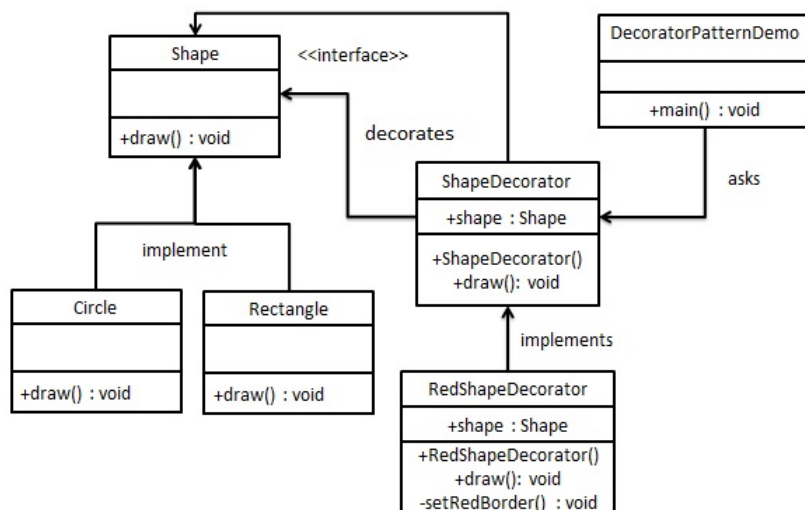 Shape
<<interface>>
+draw() : void
decorates
implement
DecoratorPatternDemo
+main() : void
asks
ShapeDecorator
+shape : Shape
+ShapeDecorator()
+draw(): void
implements
Circle
+draw() : void
Rectangle
+draw() : void
RedShapeDecorator
+shape : Shape
+RedShapeDecorator()
+draw(): void
-setRedBorder() : void